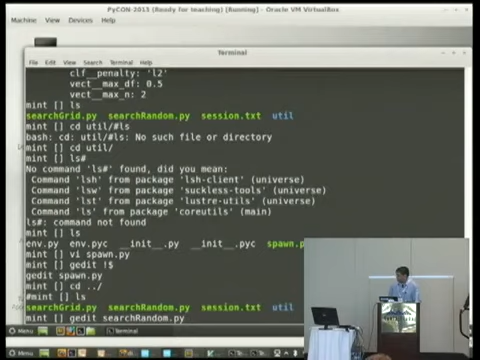 PyCON-2013 (Ready for teaching) [Running] - Oracle VM VirtualBox
Machine View Devices Help
Terminal
File Edit View Search Terminal Help
clf__penalty: 'l2'
vect__max_df: 0.5
vect__max_n: 2
mint [] ls
searchGrid.py searchRandom.py session.txt util
mint [] cd util/#ls
bash: cd: util/#ls: No such file or directory
mint [] cd util/
mint [] ls#
No command 'ls#' found, did you mean:
Command 'lsh' from package 'lsh-client' (universe)
Command 'lsw' from package 'suckless-tools' (universe)
Command 'lst' from package 'lustre-utils' (universe)
Command 'ls' from package 'coreutils' (main)
ls#: command not found
mint [] ls
env.py env.pyc __init__.py __init__.pyc spawn.p
mint [] vi spawn.py
mint [] gedit !$
gedit spawn.py
mint [] cd ../
#mint [] ls
searchGrid.py searchRandom.py session.txt util
mint [] gedit searchRandom.py
Menu Terminal
Menu